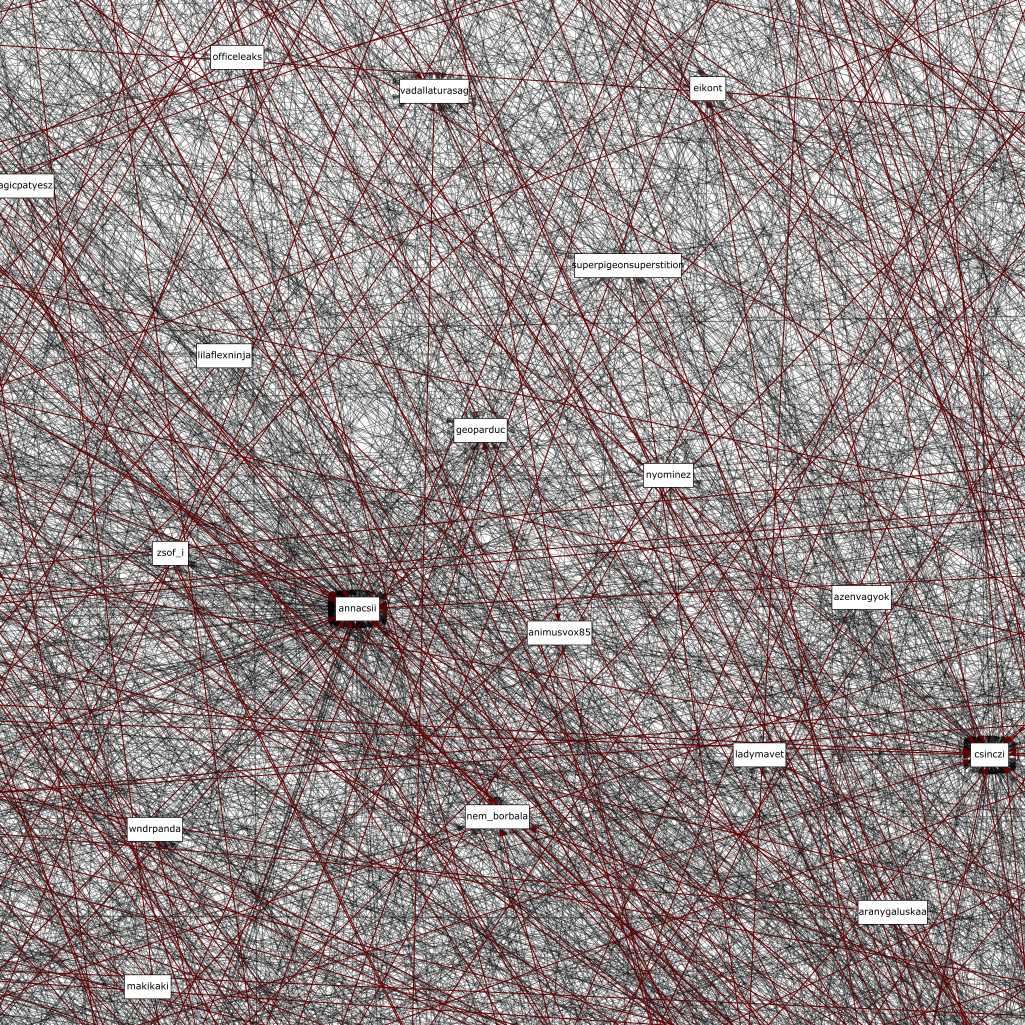 officeleaks
vadallaturasag
eikont
agicpatyesz
superpigeonsuperstition
lilaflexninja
geoparduc
nyominez
zsof_i
annacsii
azenvagyok
animusvox85
ladymavet
csinczi
nem_borbala
wndrpanda
aranygaluskaa
makikaki